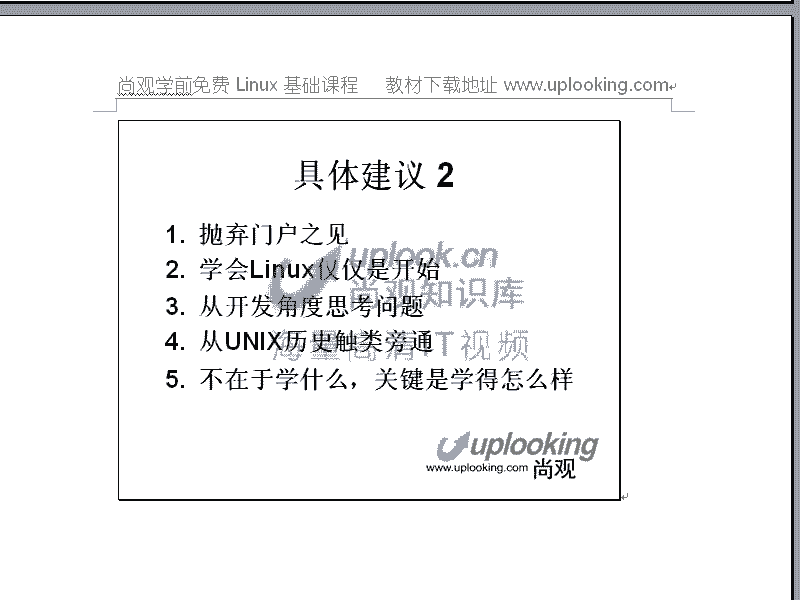 尚观学前免费 Linux 基础课程 教材下载地址 www.uplooking.com
具体建议 2
1. 抛弃门户之见
2. 学会Linux仅仅是开始
3. 从开发角度思考问题
4. 从UNIX历史触类旁通
5. 不在于学什么，关键是学得怎么样
uplook.cn
尚观知识库
海量高清IT视频
uplooking
www.uplooking.com 尚观